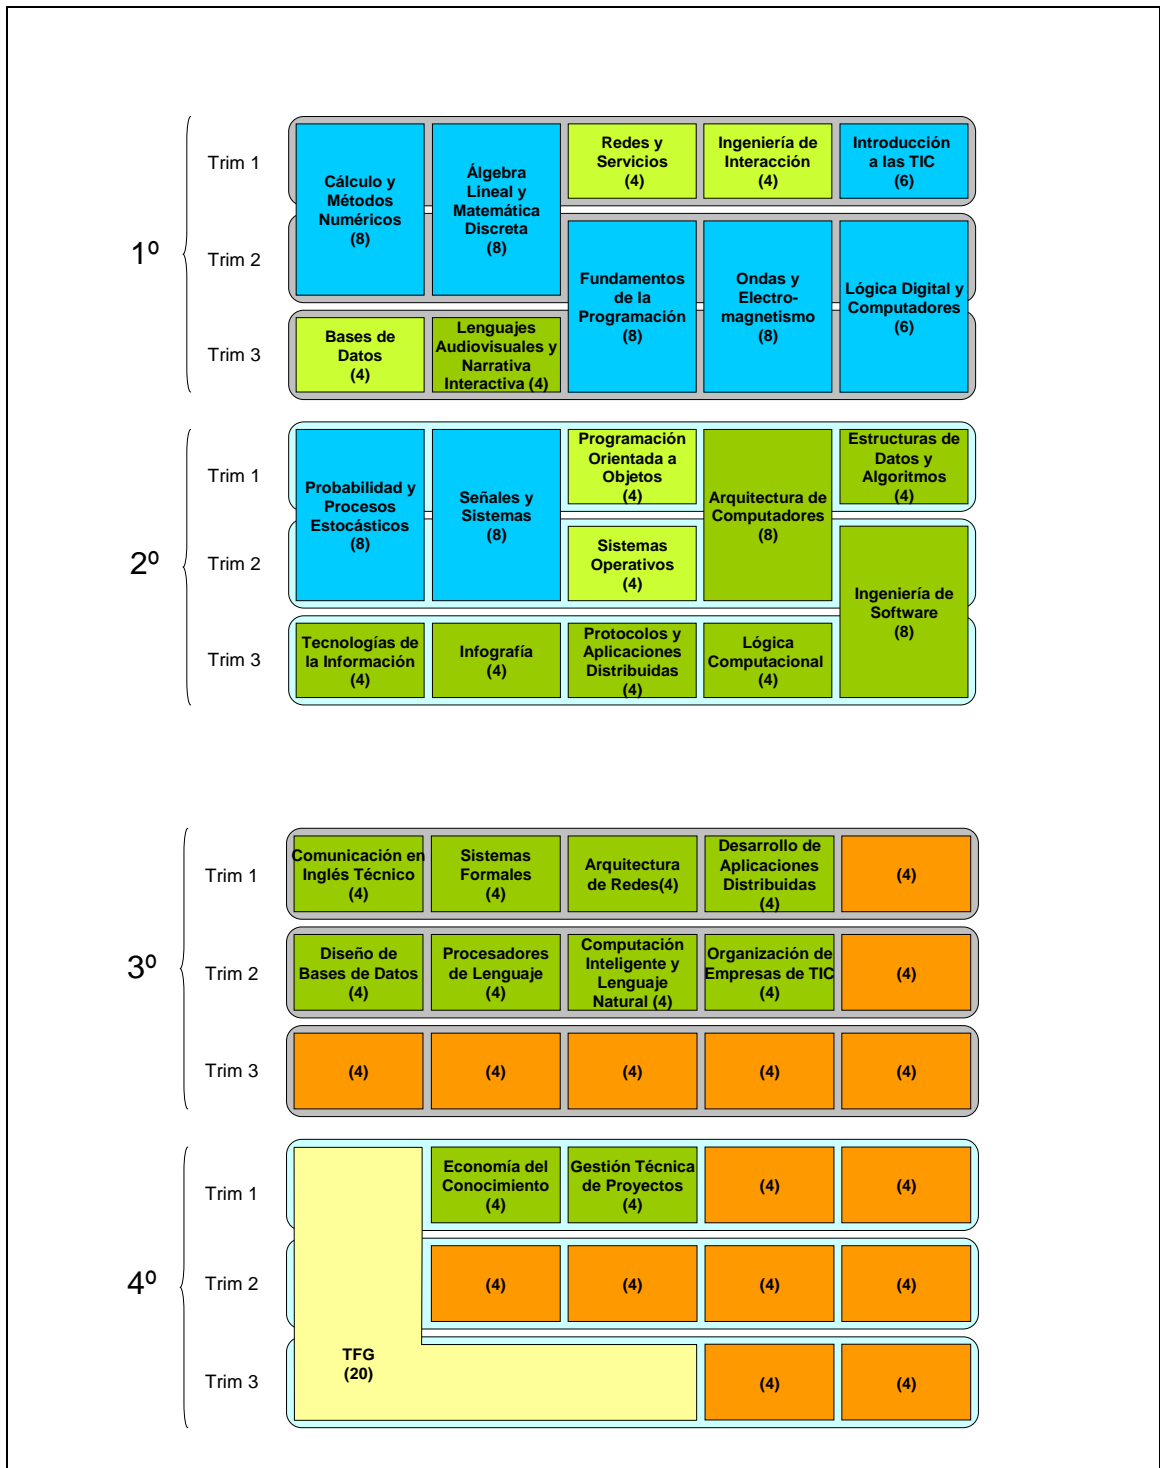 1º
Trim 1
Cálculo y
Métodos
Numéricos
(8)
Álgebra
Lineal y
Matemática
Discreta
(8)
Redes y
Servicios
(4)
Ingeniería de
Interacción
(4)
Introducción
a las TIC
(6)
Trim 2
Fundamentos
de la
Programación
(8)
Ondas y
Electro-
magnetismo
(8)
Lógica Digital y
Computadores
(6)
Trim 3
Bases de
Datos
(4)
Lenguajes
Audiovisuales y
Narrativa
Interactiva (4)
2º
Trim 1
Probabilidad y
Procesos
Estocásticos
(8)
Señales y
Sistemas
(8)
Programación
Orientada a
Objetos
(4)
Arquitectura de
Computadores
(8)
Estructuras de
Datos y
Algoritmos
(4)
Trim 2
Sistemas
Operativos
(4)
Ingeniería de
Software
(8)
Trim 3
Tecnologías de
la Información
(4)
Infografía
(4)
Protocolos y
Aplicaciones
Distribuidas
(4)
Lógica
Computacional
(4)
3º
Trim 1
Comunicación en
Inglés Técnico
(4)
Sistemas
Formales
(4)
Arquitectura
de Redes(4)
Desarrollo de
Aplicaciones
Distribuidas
(4)
(4)
Trim 2
Diseño de
Bases de Datos
(4)
Procesadores
de Lenguaje
(4)
Computación
Inteligente y
Lenguaje
Natural (4)
Organización de
Empresas de TIC
(4)
(4)
Trim 3
(4)
(4)
(4)
(4)
(4)
4º
Trim 1
Economía del
Conocimiento
(4)
Gestión Técnica
de Proyectos
(4)
(4)
(4)
Trim 2
(4)
(4)
(4)
(4)
Trim 3
TFG
(20)
(4)
(4)